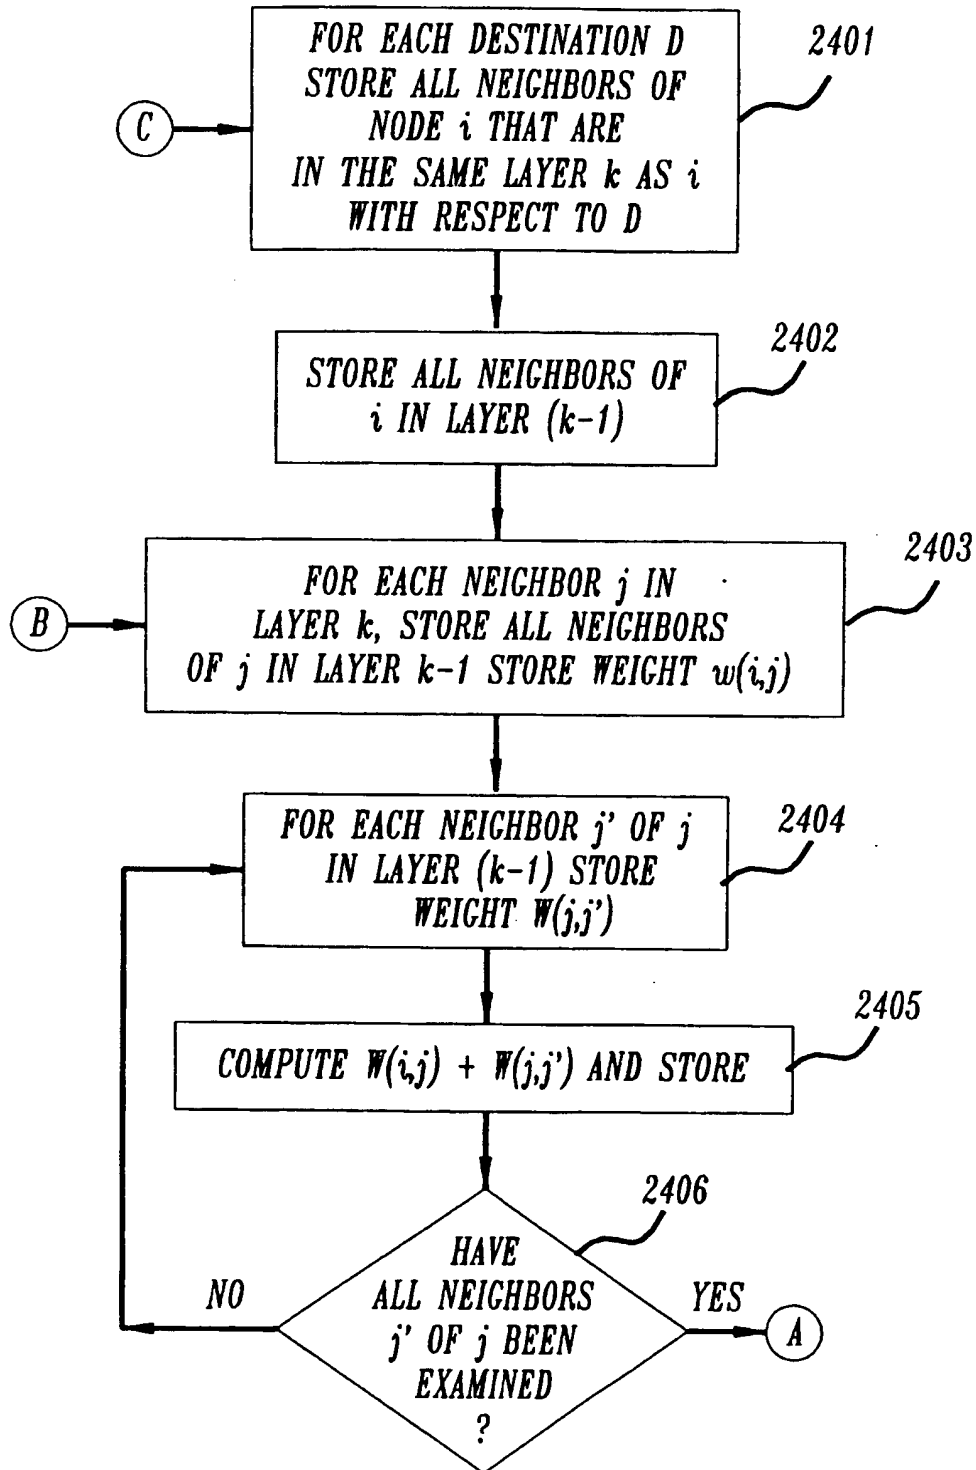 FOR EACH DESTINATION D
STORE ALL NEIGHBORS OF
NODE i THAT ARE
IN THE SAME LAYER k AS i
WITH RESPECT TO D
2401
C
STORE ALL NEIGHBORS OF
i IN LAYER (k-1)
2402
FOR EACH NEIGHBOR j IN
LAYER k, STORE ALL NEIGHBORS
OF j IN LAYER k-1 STORE WEIGHT w(i,j)
2403
B
FOR EACH NEIGHBOR j' OF j
IN LAYER (k-1) STORE
WEIGHT W(j,j')
2404
COMPUTE W(i,j) + W(j,j') AND STORE
2405
HAVE
ALL NEIGHBORS
j' OF j BEEN
EXAMINED
?
2406
NO
YES
A